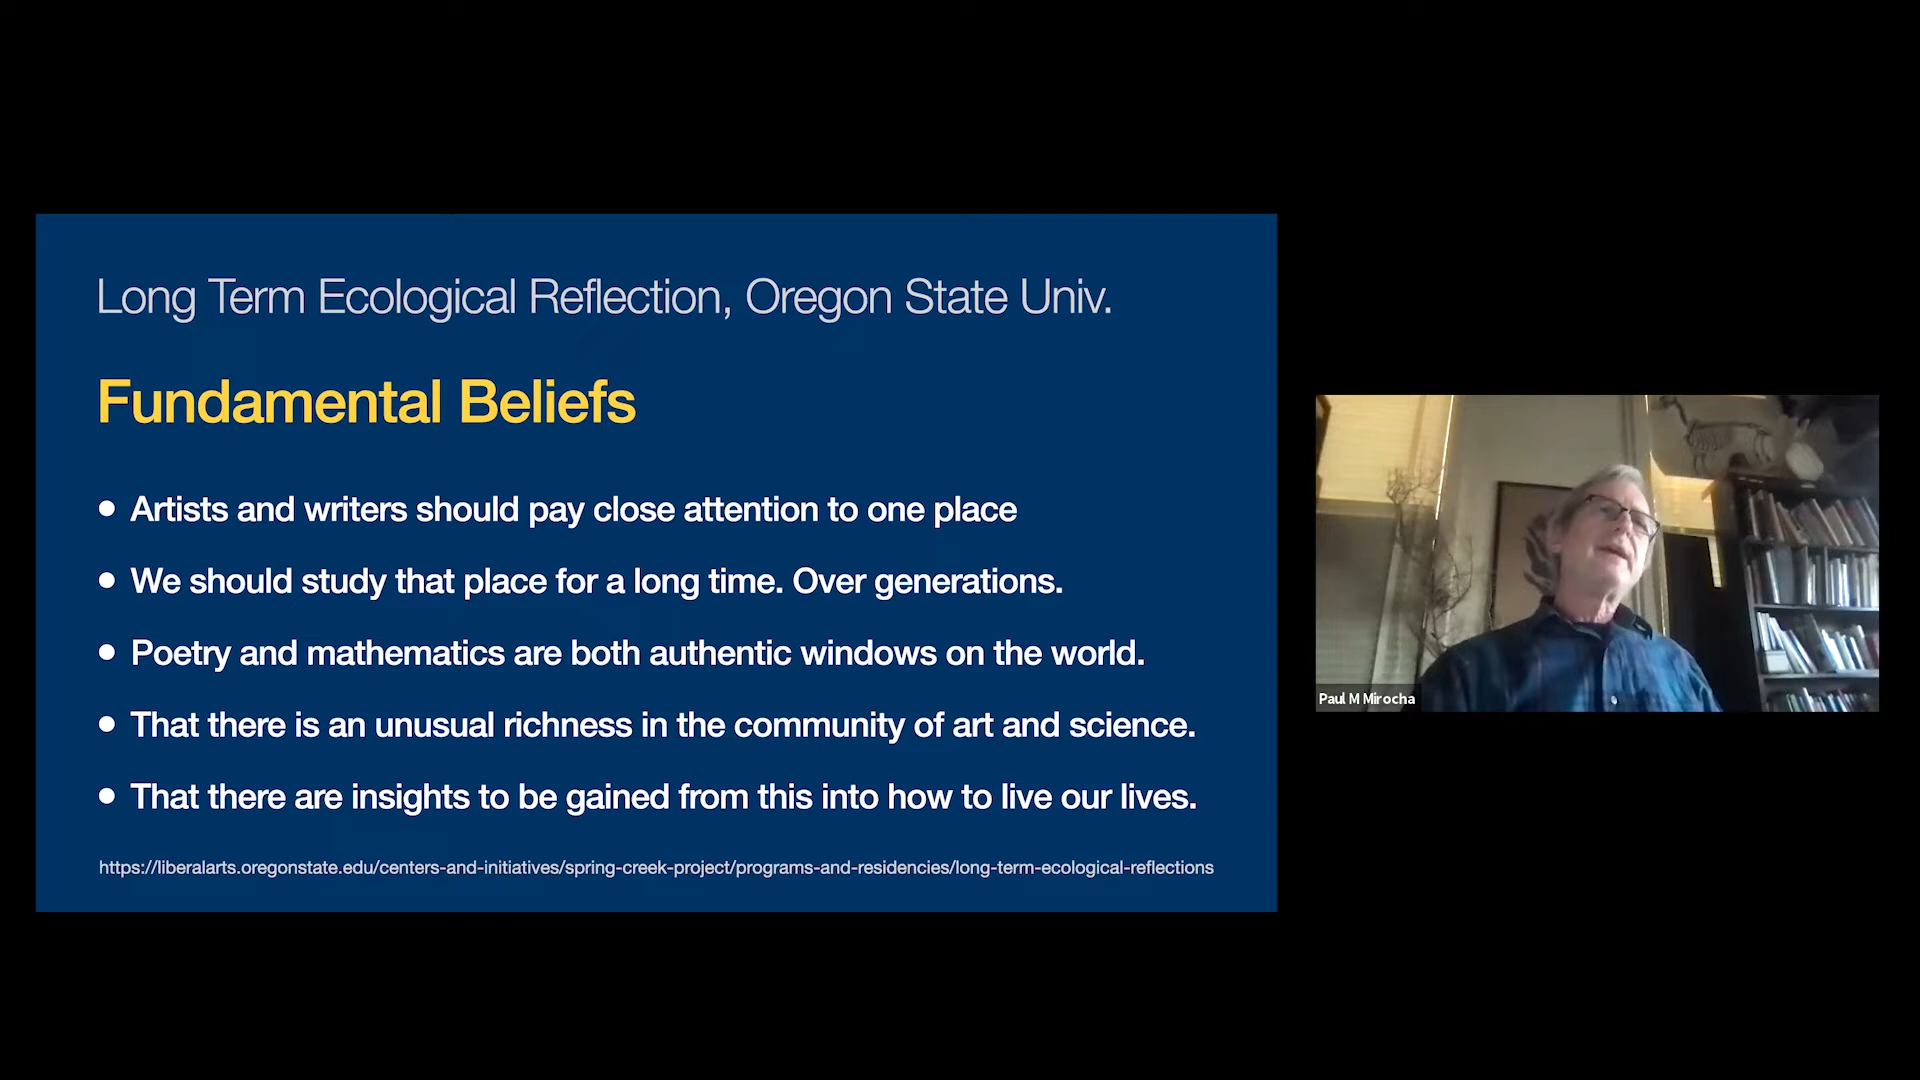 Long Term Ecological Reflection, Oregon State Univ.
Fundamental Beliefs
• Artists and writers should pay close attention to one place
• We should study that place for a long time. Over generations.
• Poetry and mathematics are both authentic windows on the world.
• That there is an unusual richness in the community of art and science.
• That there are insights to be gained from this into how to live our lives.
https://liberalarts.oregonstate.edu/centers-and-initiatives/spring-creek-project/programs-and-residencies/long-term-ecological-reflections
Paul M Mirocha